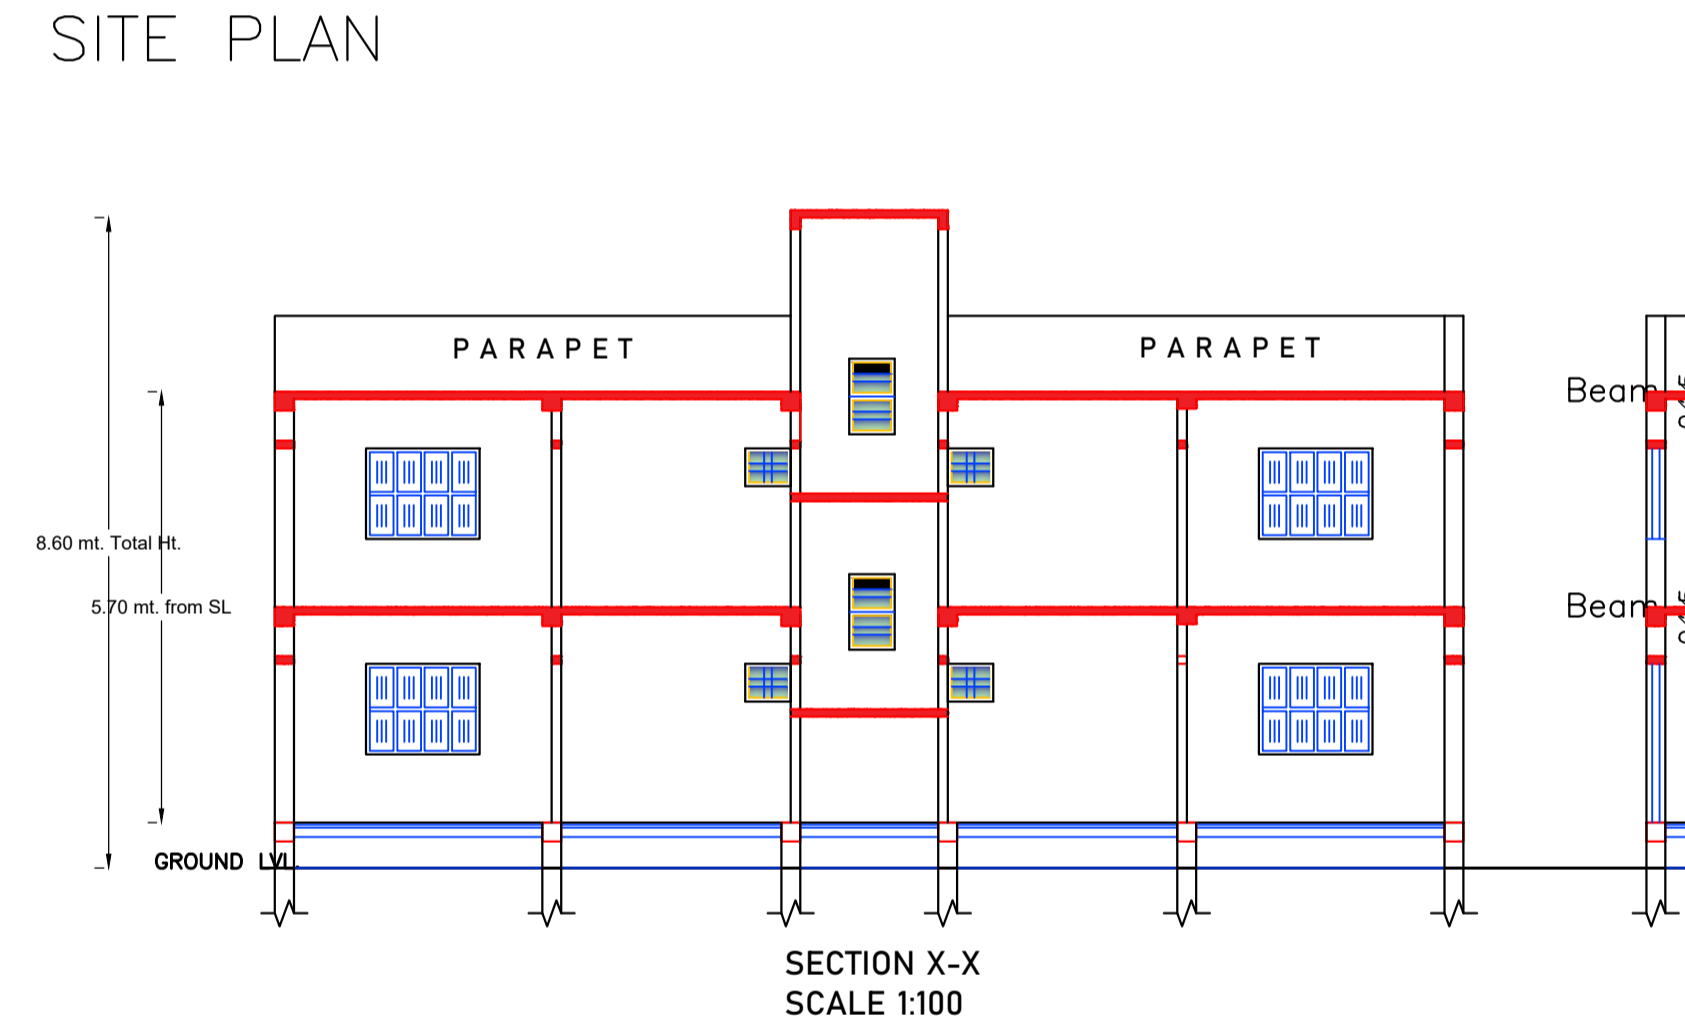 SITE PLAN
PARAPET
PARAPET
Beam
8.60 mt. Total Ht.
5.70 mt. from SL
Beam
GROUND LVL.
SECTION X-X
SCALE 1:100